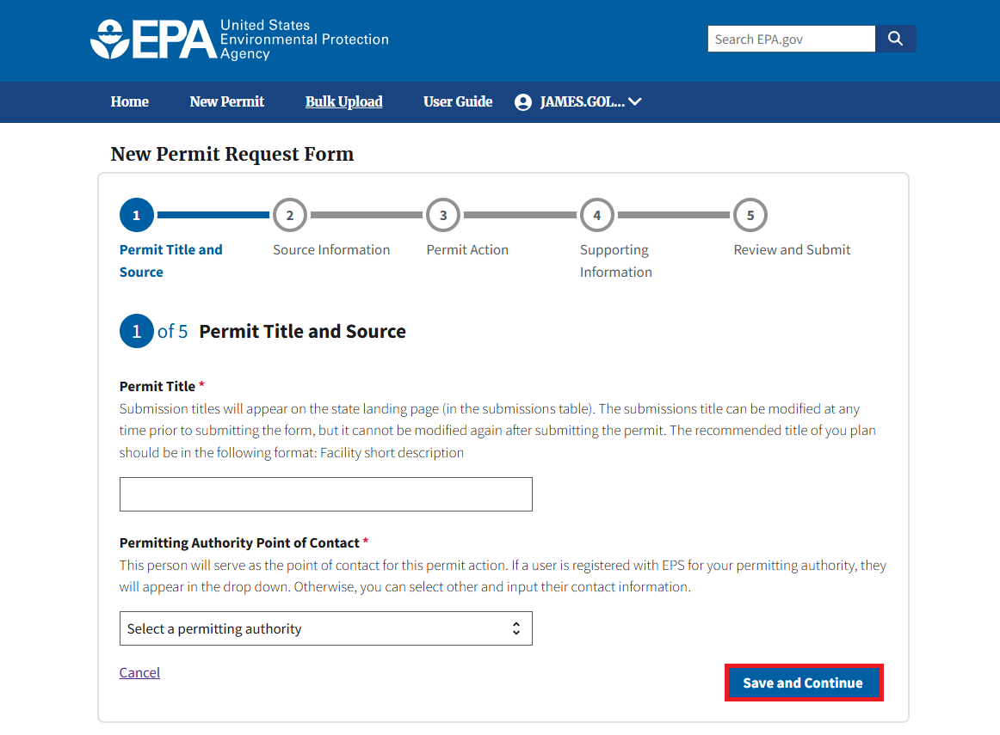 EPA United States
Environmental Protection
Agency
Search EPA.gov
Home New Permit Bulk Upload User Guide JAMES.GOL...
New Permit Request Form
1 2 3 4 5
Permit Title and Source Information Permit Action Supporting Review and Submit
Source Information
1 of 5 Permit Title and Source
Permit Title *
Submission titles will appear on the state landing page (in the submissions table). The submissions title can be modified at any
time prior to submitting the form, but it cannot be modified again after submitting the permit. The recommended title of you plan
should be in the following format: Facility short description
Permitting Authority Point of Contact *
This person will serve as the point of contact for this permit action. If a user is registered with EPS for your permitting authority, they
will appear in the drop down. Otherwise, you can select other and input their contact information.
Select a permitting authority
Cancel
Save and Continue